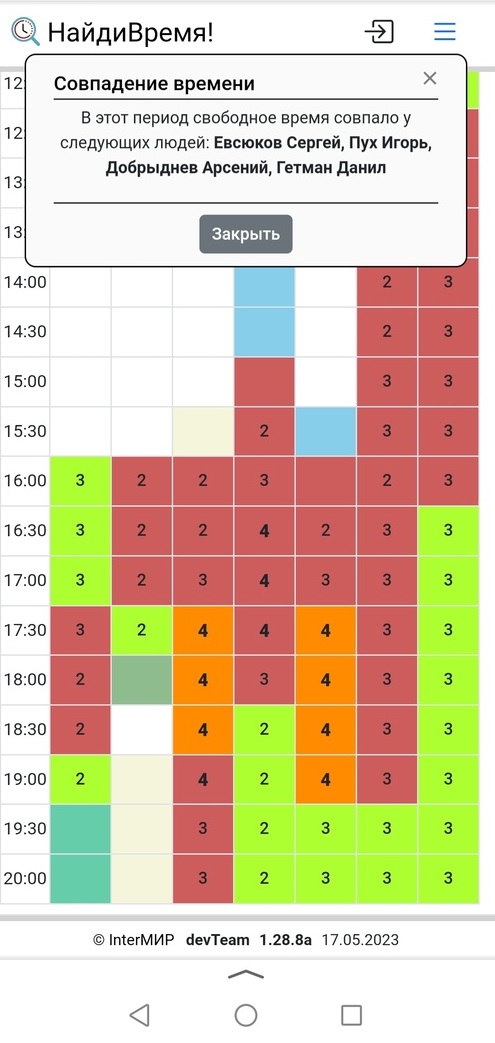 НайдиВремя!
Совпадение времени
×
В этот период свободное время совпало у
следующих людей: Евсюков Сергей, Пух Игорь,
Добрыднев Арсений, Гетман Данил
Закрыть
12:
12:
13:
13:
14:00 2 3
14:30 2 3
15:00 3 3
15:30 2 3 3
16:00 3 2 2 3 2 3
16:30 3 2 2 4 2 3 3
17:00 3 2 3 4 3 3 3
17:30 3 2 4 4 4 3 3
18:00 2 4 3 4 3 3
18:30 2 4 2 4 3 3
19:00 2 4 2 4 3 3
19:30 3 2 3 3 3
20:00 3 2 3 3 3
© InterМИР devTeam 1.28.8a 17.05.2023